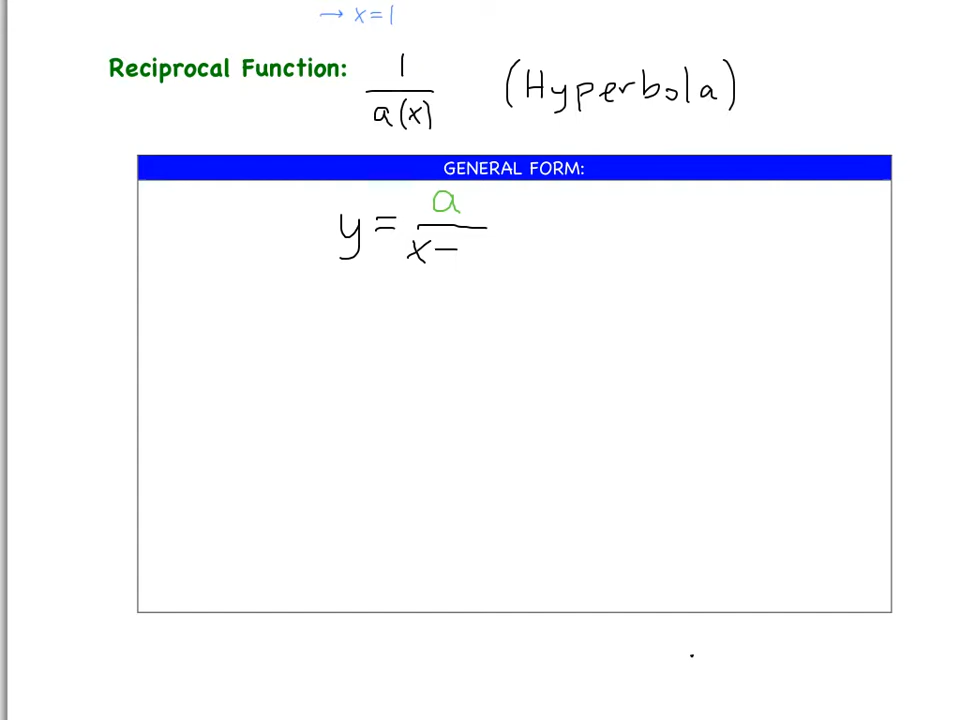 → x=1
Reciprocal Function: 1/a(x) (Hyperbola)
GENERAL FORM:
y = a/x-